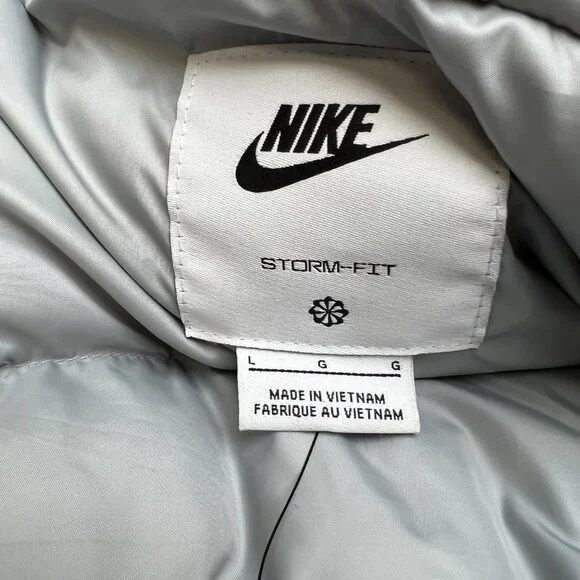 NIKE
STORM-FIT
L G G
MADE IN VIETNAM
FABRIQUE AU VIETNAM